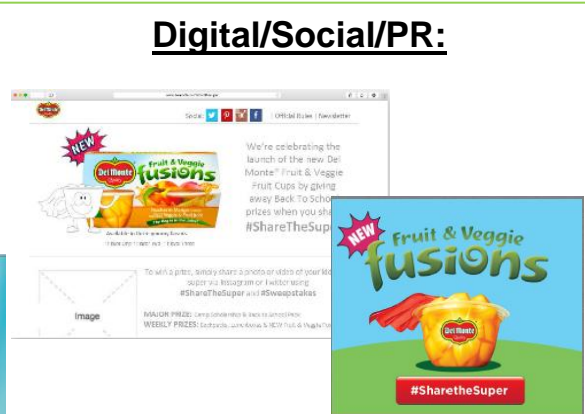 Digital/Social/PR:
Social: | Official Rules | Newsletter
NEW
Del Monte
Fruit & Veggie
fusions
We're celebrating the
launch of the new Del
Monte® Fruit & Veggie
Fruit Cups by giving
away Back To School
prizes when you sha
#ShareTheSupe
To win a prize, simply share a photo or video of your kid
super via Instagram or Twitter using
#ShareTheSuper and #Sweepstakes
Image
MAJOR PRIZE:
WEEKLY PRIZES:
NEW
Fruit & Veggie
fusions
Del Monte
#SharetheSuper